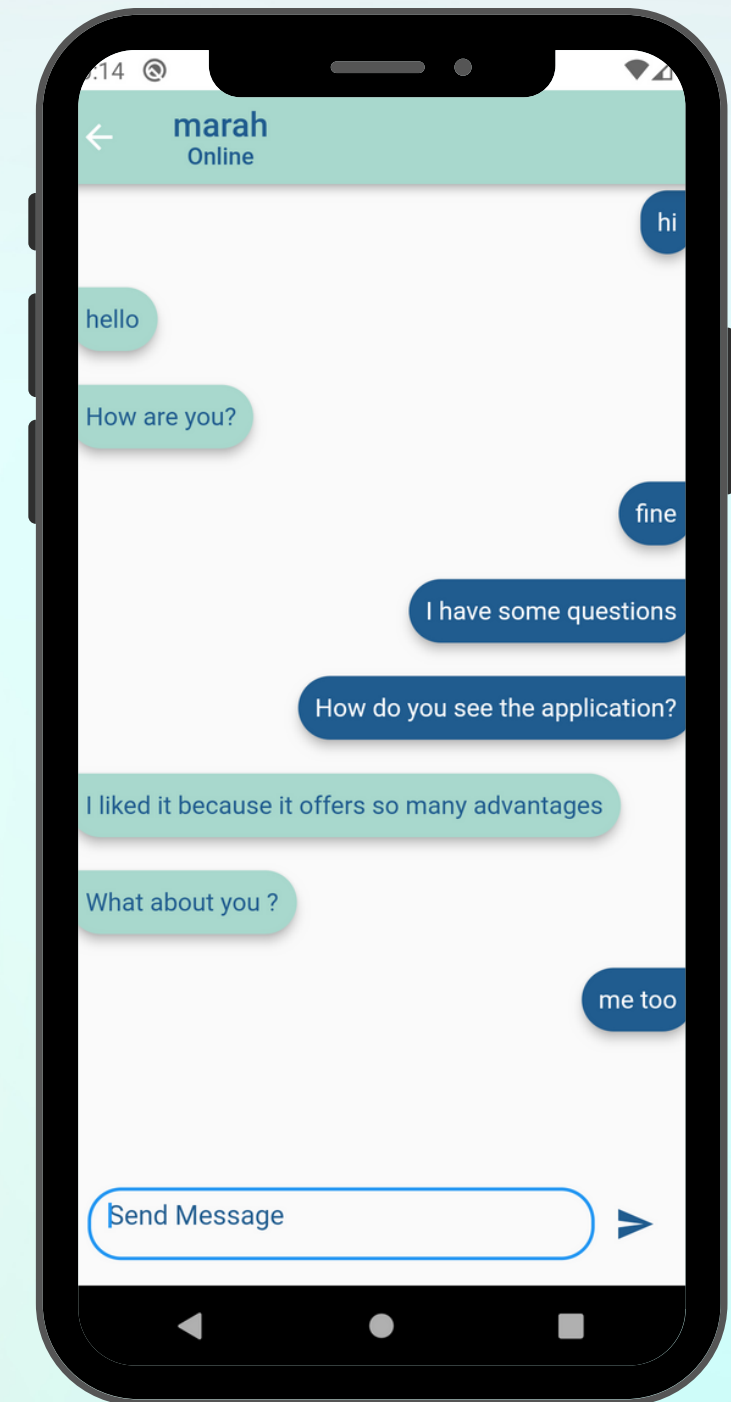 :14
marah
Online
hi
hello
How are you?
fine
I have some questions
How do you see the application?
I liked it because it offers so many advantages
What about you ?
me too
Send Message